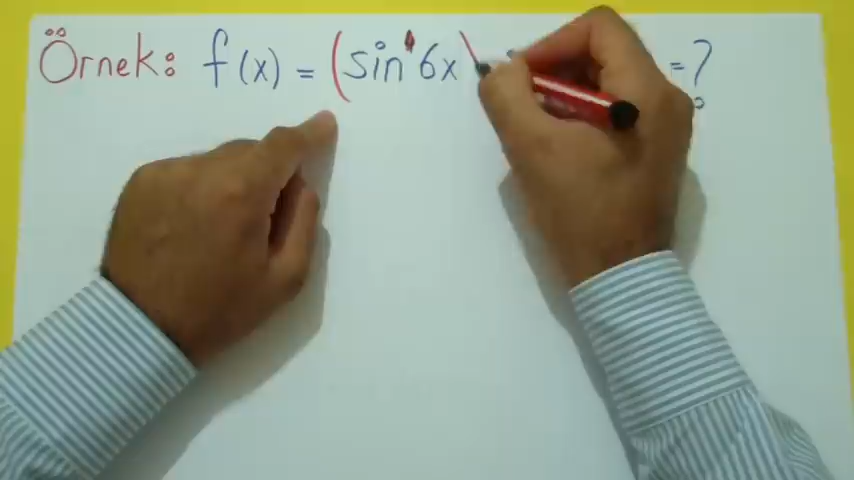 Örnek: f(x) = (sin 6x) = ?